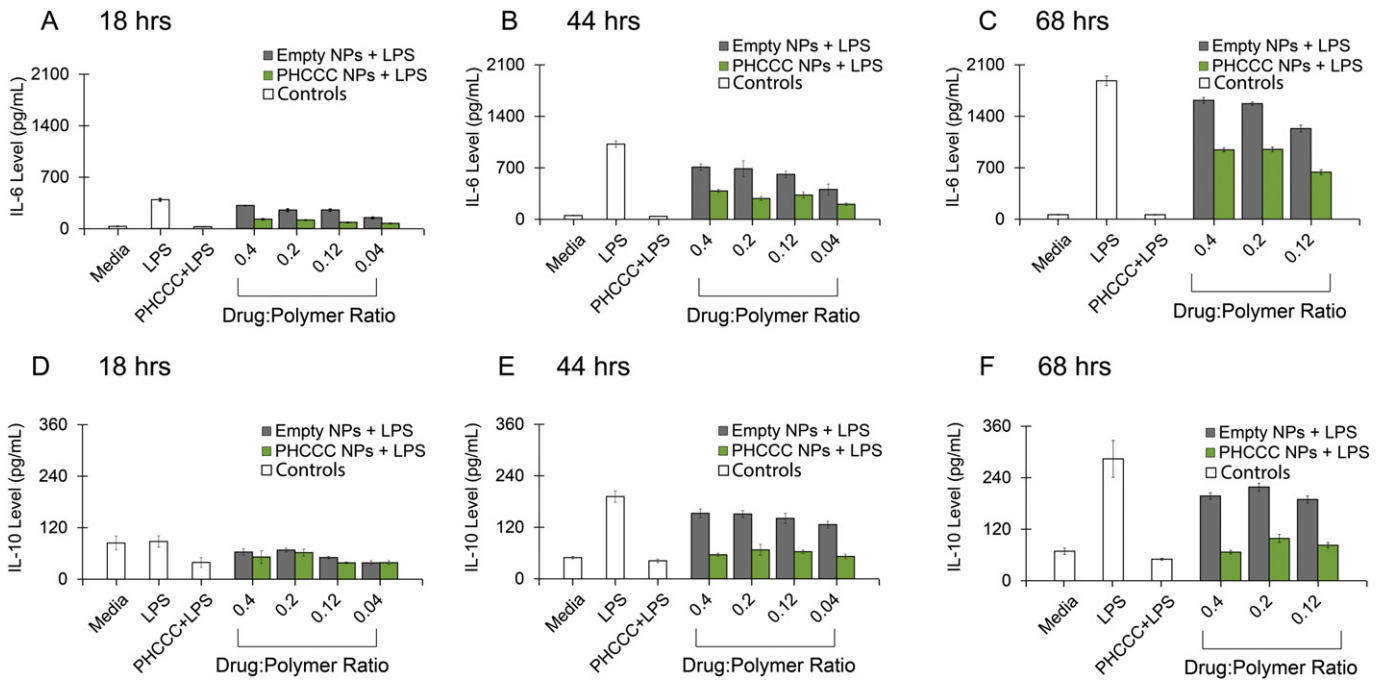 A 18 hrs
Empty NPs + LPS
PHCCC NPs + LPS
Controls
IL-6 Level (pg/mL)
2100
1400
700
0
Media
LPS
PHCCC+LPS
0.4
0.2
0.12
0.04
Drug:Polymer Ratio
B 44 hrs
Empty NPs + LPS
PHCCC NPs + LPS
Controls
IL-6 Level (pg/mL)
2100
1400
700
0
Media
LPS
PHCCC+LPS
0.4
0.2
0.12
0.04
Drug:Polymer Ratio
C 68 hrs
Empty NPs + LPS
PHCCC NPs + LPS
Controls
IL-6 Level (pg/mL)
2100
1400
700
0
Media
LPS
PHCCC+LPS
0.4
0.2
0.12
Drug:Polymer Ratio
D 18 hrs
Empty NPs + LPS
PHCCC NPs + LPS
Controls
IL-10 Level (pg/mL)
360
240
120
0
Media
LPS
PHCCC+LPS
0.4
0.2
0.12
0.04
Drug:Polymer Ratio
E 44 hrs
Empty NPs + LPS
PHCCC NPs + LPS
Controls
IL-10 Level (pg/mL)
360
240
120
0
Media
LPS
PHCCC+LPS
0.4
0.2
0.12
0.04
Drug:Polymer Ratio
F 68 hrs
Empty NPs + LPS
PHCCC NPs + LPS
Controls
IL-10 Level (pg/mL)
360
240
120
0
Media
LPS
PHCCC+LPS
0.4
0.2
0.12
Drug:Polymer Ratio